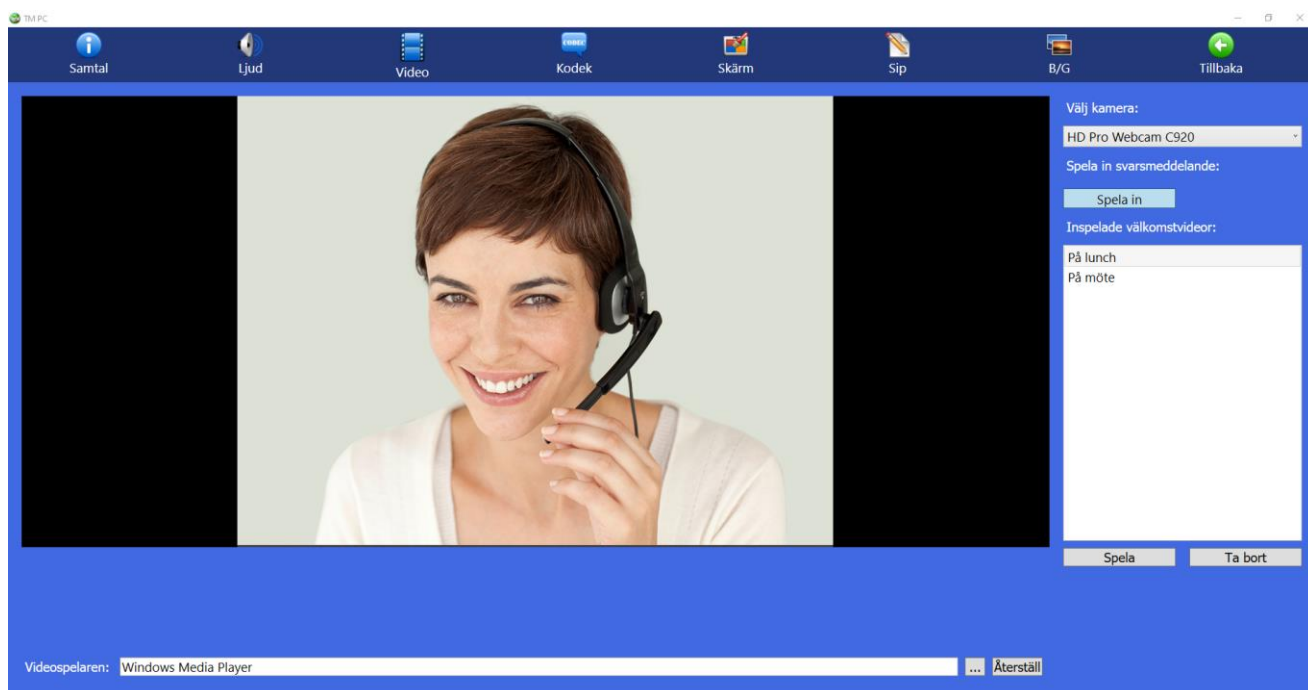 TM PC
Samtal
Ljud
Video
CODEC
Kodek
Skärm
Sip
B/G
Tillbaka
Välj kamera:
HD Pro Webcam C920
Spela in svarsmeddelande:
Spela in
Inspelade välkomstvideor:
På lunch
På möte
Spela
Ta bort
Videospelaren: Windows Media Player ... Återställ